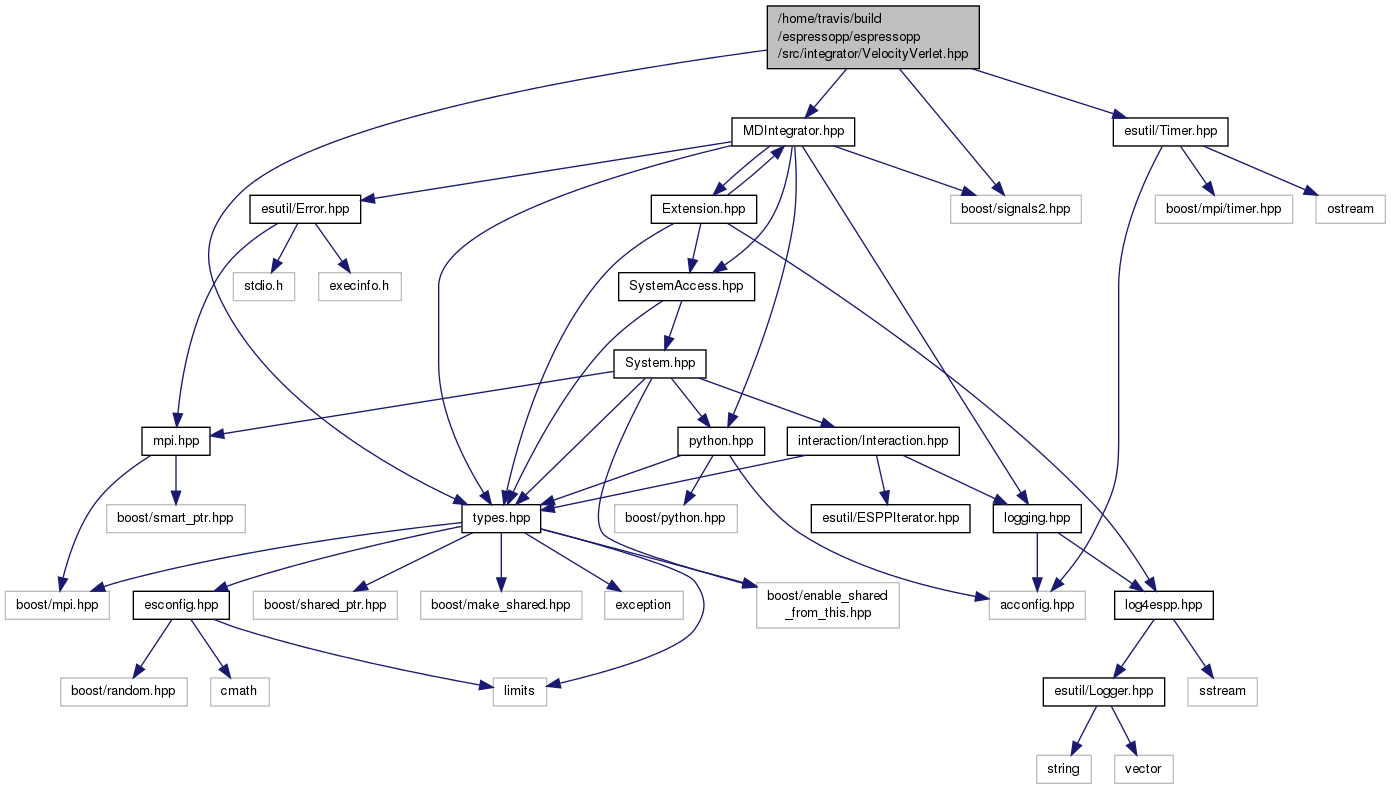 /home/travis/build
/espressopp/espressopp
/src/integrator/VelocityVerlet.hpp
MDIntegrator.hpp
esutil/Timer.hpp
esutil/Error.hpp
Extension.hpp
boost/signals2.hpp
boost/mpi/timer.hpp
ostream
stdio.h
execinfo.h
SystemAccess.hpp
System.hpp
mpi.hpp
python.hpp
interaction/Interaction.hpp
boost/smart_ptr.hpp
types.hpp
boost/python.hpp
esutil/ESPPIterator.hpp
logging.hpp
boost/mpi.hpp
esconfig.hpp
boost/shared_ptr.hpp
boost/make_shared.hpp
exception
boost/enable_shared
_from_this.hpp
acconfig.hpp
log4espp.hpp
boost/random.hpp
cmath
limits
esutil/Logger.hpp
sstream
string
vector